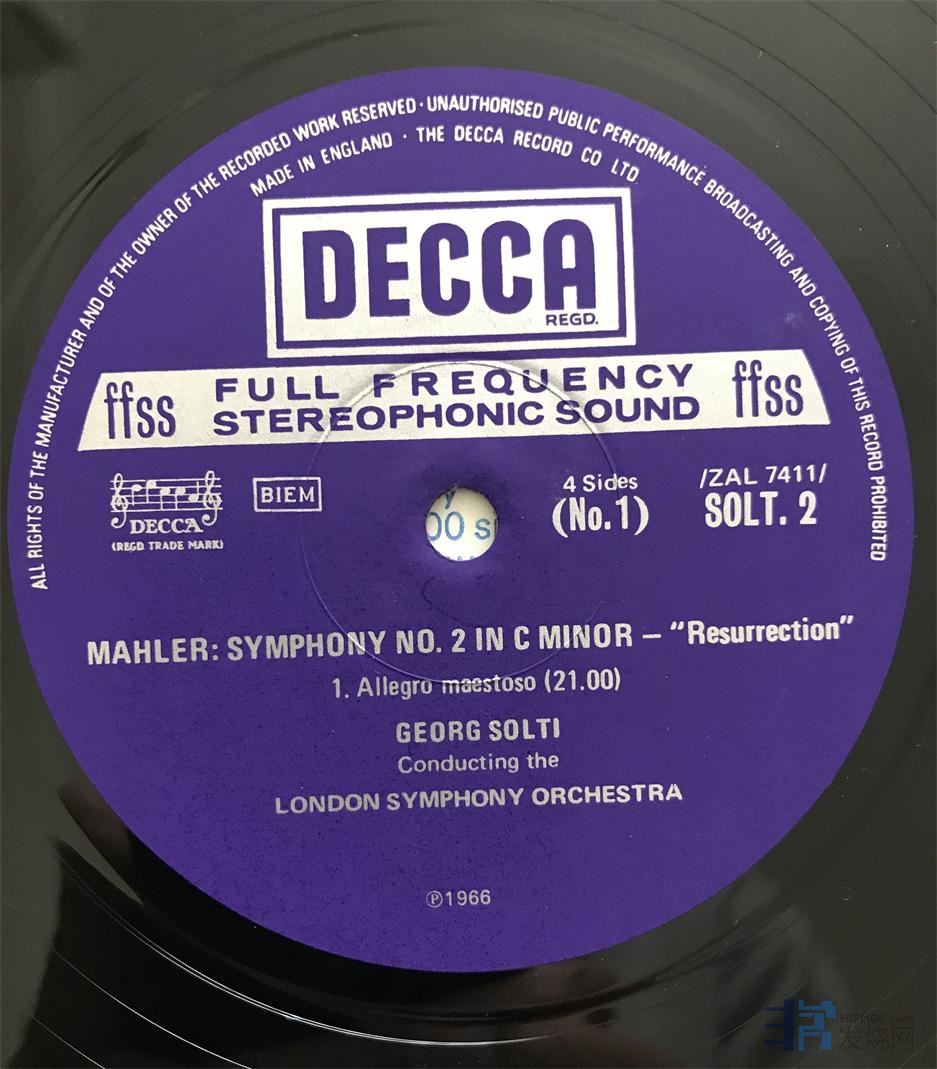 ALL RIGHTS OF THE MANUFACTURER AND OF THE OWNER OF THE RECORDED WORK RESERVED · UNAUTHORISED PUBLIC PERFORMANCE BROADCASTING AND COPYING OF THIS RECORD PROHIBITED
MADE IN ENGLAND · THE DECCA RECORD CO LTD
DECCA
REGD.
ffss FULL FREQUENCY STEREOPHONIC SOUND ffss
DECCA
(REGD. TRADE MARK)
BIEM
4 Sides
(No.1)
/ZAL 7411/
SOLT. 2
MAHLER: SYMPHONY NO. 2 IN C MINOR – “Resurrection”
1. Allegro maestoso (21.00)
GEORG SOLTI
Conducting the
LONDON SYMPHONY ORCHESTRA
℗1966
HIFI168.com
发烧网